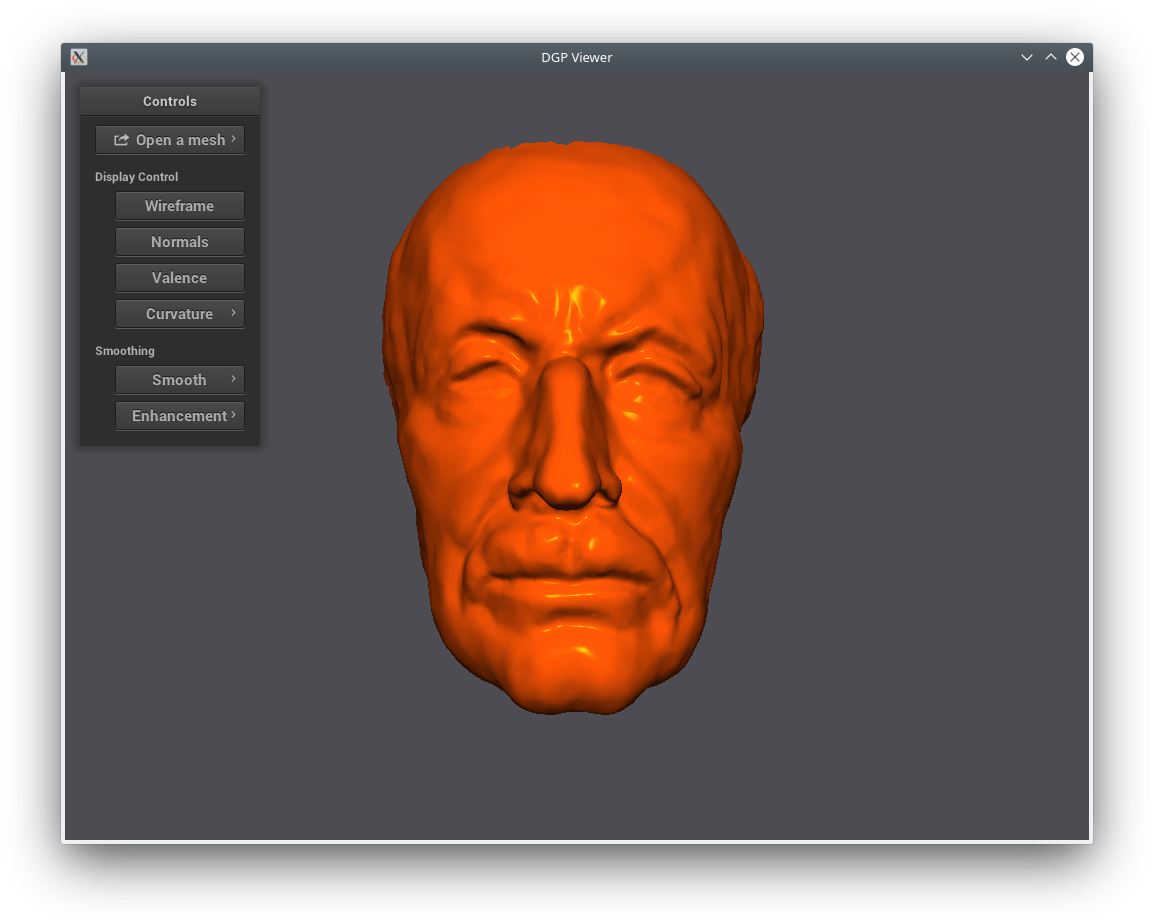 DGP Viewer
Controls
Open a mesh
Display Control
Wireframe
Normals
Valence
Curvature
Smoothing
Smooth
Enhancement